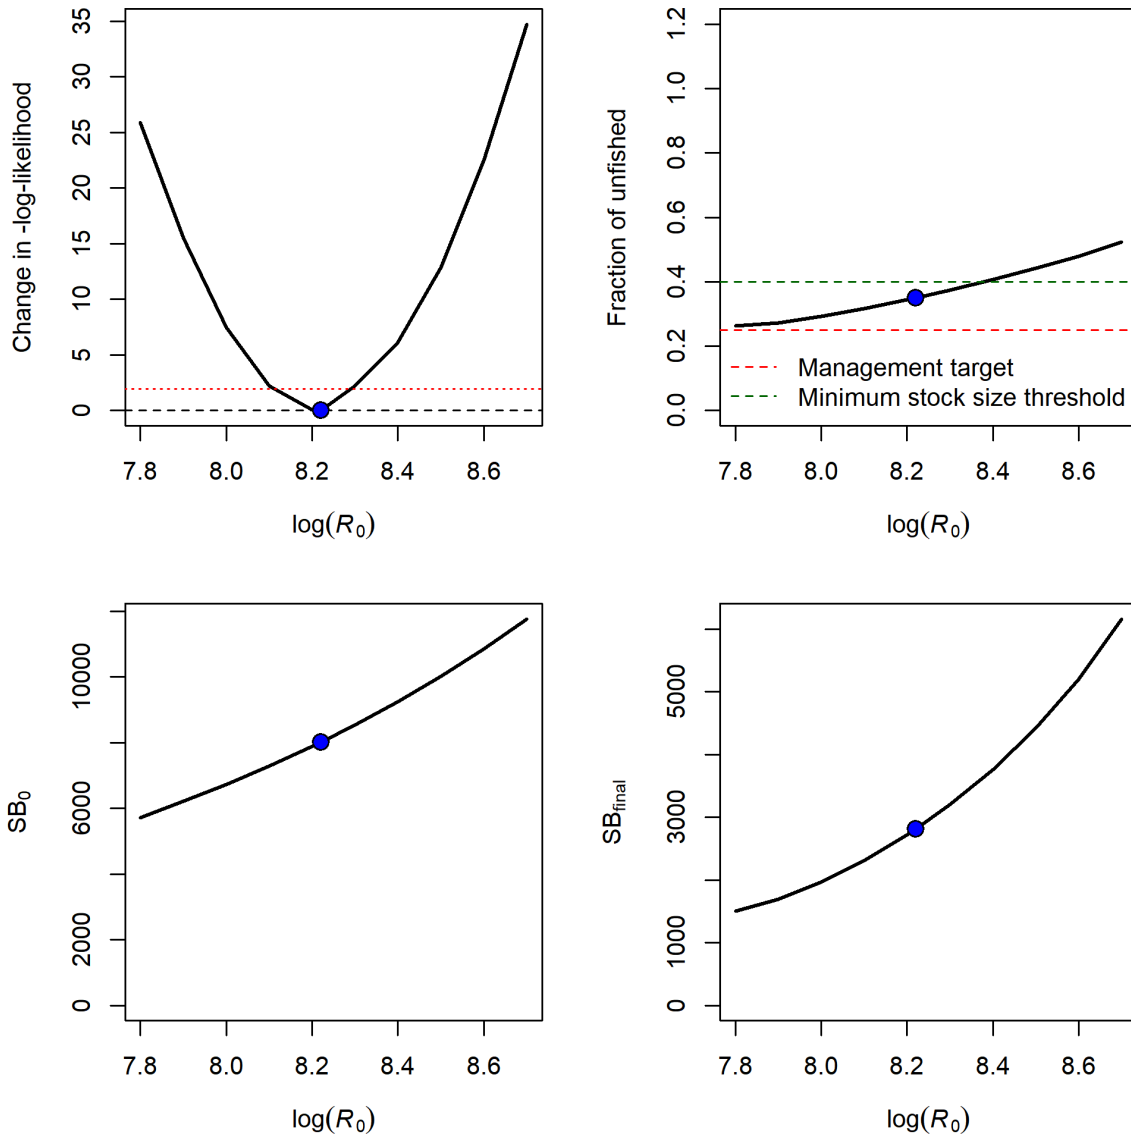 Change in -log-likelihood
35
30
25
20
15
10
5
0
7.8 8.0 8.2 8.4 8.6
log(R₀)
Fraction of unfished
1.2
1.0
0.8
0.6
0.4
0.2
0.0
Management target
Minimum stock size threshold
7.8 8.0 8.2 8.4 8.6
log(R₀)
SB₀
10000
6000
2000
0
7.8 8.0 8.2 8.4 8.6
log(R₀)
SBfinal
5000
3000
1000
0
7.8 8.0 8.2 8.4 8.6
log(R₀)